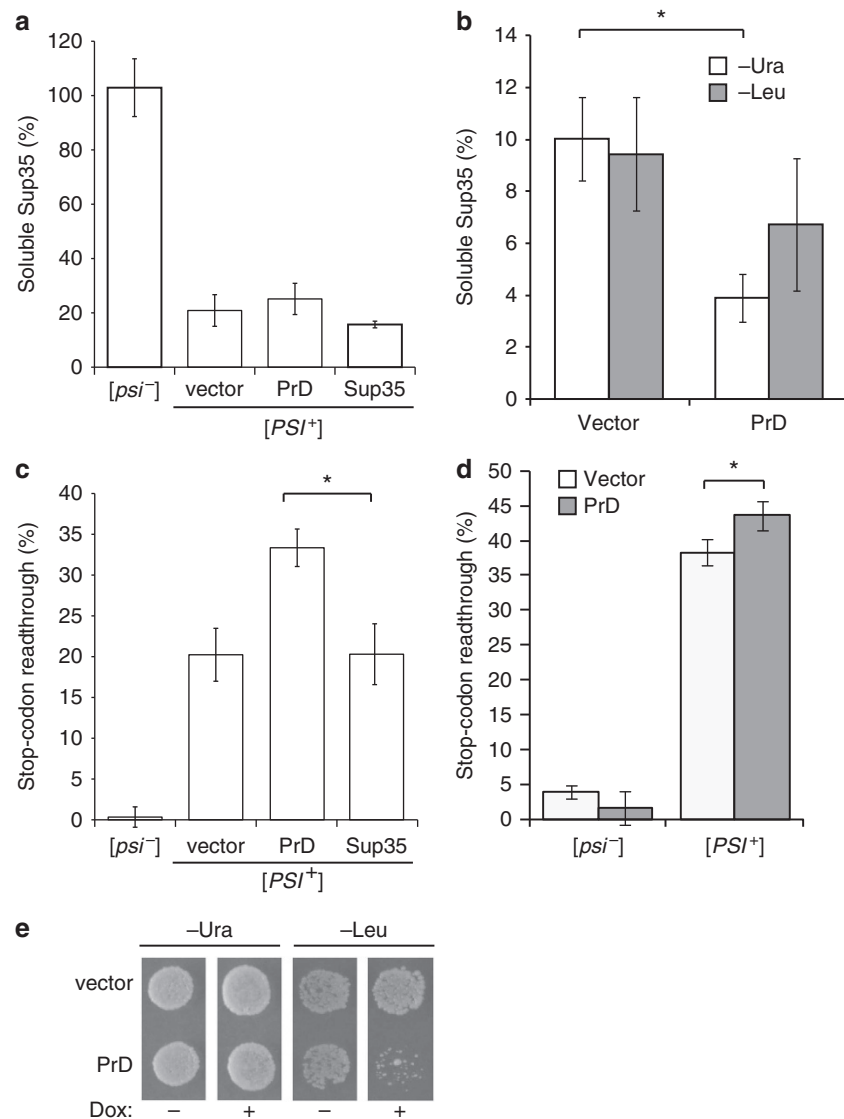 a
120
100
80
60
40
20
0
Soluble Sup35 (%)
[psi–] vector PrD Sup35
[PSI+]
b
*
–Ura
–Leu
14
12
10
8
6
4
2
0
Soluble Sup35 (%)
Vector PrD
c
*
40
35
30
25
20
15
10
5
0
Stop-codon readthrough (%)
[psi–] vector PrD Sup35
[PSI+]
d
Vector
PrD
*
50
45
40
35
30
25
20
15
10
5
0
Stop-codon readthrough (%)
[psi–] [PSI+]
e
–Ura –Leu
vector
PrD
Dox: – + – +